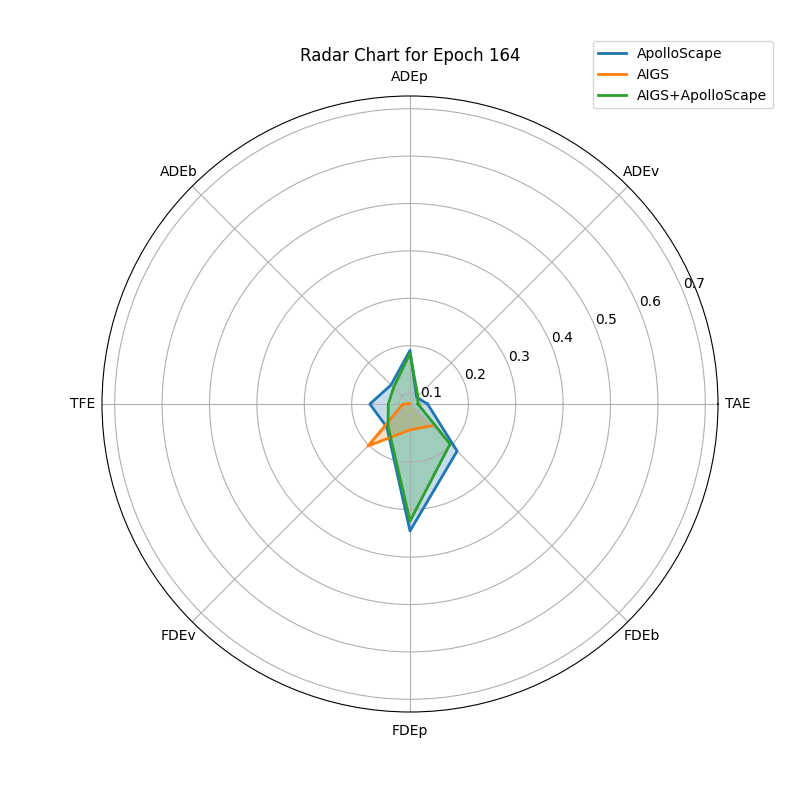 Radar Chart for Epoch 164
ApolloScape
AIGS
AIGS+ApolloScape
ADEp
ADEb
ADEv
0.7
0.6
0.5
0.4
0.3
0.2
0.1
TFE
TAE
FDEv
FDEb
FDEp